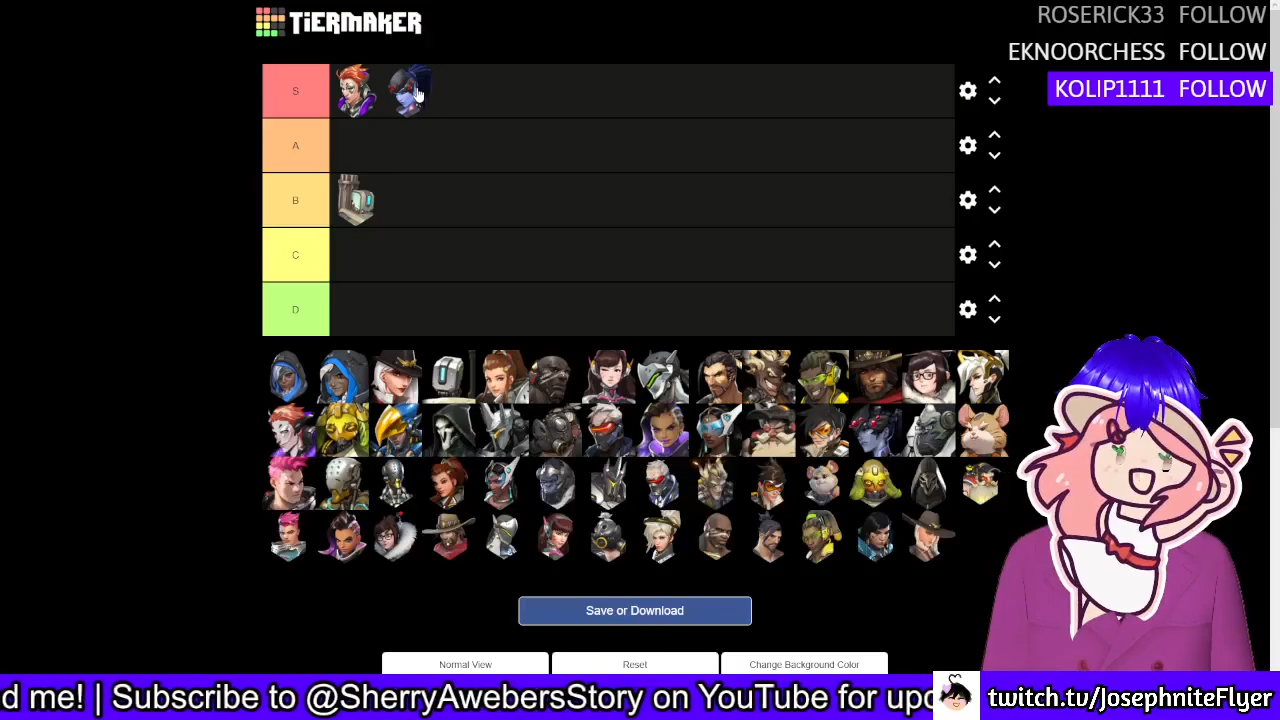 TIERMAKER
ROSERICK33 FOLLOW
EKNOORCHESS FOLLOW
KOLIP1111 FOLLOW
S
A
B
C
D
Save or Download
Normal View
Reset
Change Background Color
d me! | Subscribe to @SherryAwebersStory on YouTube for up
twitch.tv/JosephniteFlyer